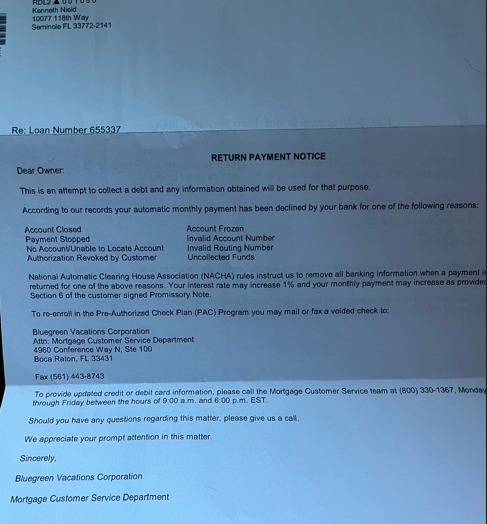 Kenneth Nield
10077 118th Way
Seminole FL 33772-2141
Re: Loan Number 655337
RETURN PAYMENT NOTICE
Dear Owner:
This is an attempt to collect a debt and any information obtained will be used for that purpose.
According to our records your automatic monthly payment has been declined by your bank for one of the following reasons:
Account Closed Account Frozen
Payment Stopped Invalid Account Number
No Account/Unable to Locate Account Invalid Routing Number
Authorization Revoked by Customer Uncollected Funds
National Automatic Clearing House Association (NACHA) rules instruct us to remove all banking information when a payment is
returned for one of the above reasons. Your interest rate may increase 1% and your monthly payment may increase as provided
Section 6 of the customer signed Promissory Note.
To re-enroll in the Pre-Authorized Check Plan (PAC) Program you may mail or fax a voided check to:
Bluegreen Vacations Corporation
Attn: Mortgage Customer Service Department
4960 Conference Way N, Ste 100
Boca Raton, FL 33431
Fax (561) 443-8743
To provide updated credit or debit card information, please call the Mortgage Customer Service team at (800) 330-1367, Monday
through Friday between the hours of 9:00 a.m. and 6:00 p.m. EST.
Should you have any questions regarding this matter, please give us a call.
We appreciate your prompt attention in this matter.
Sincerely,
Bluegreen Vacations Corporation
Mortgage Customer Service Department